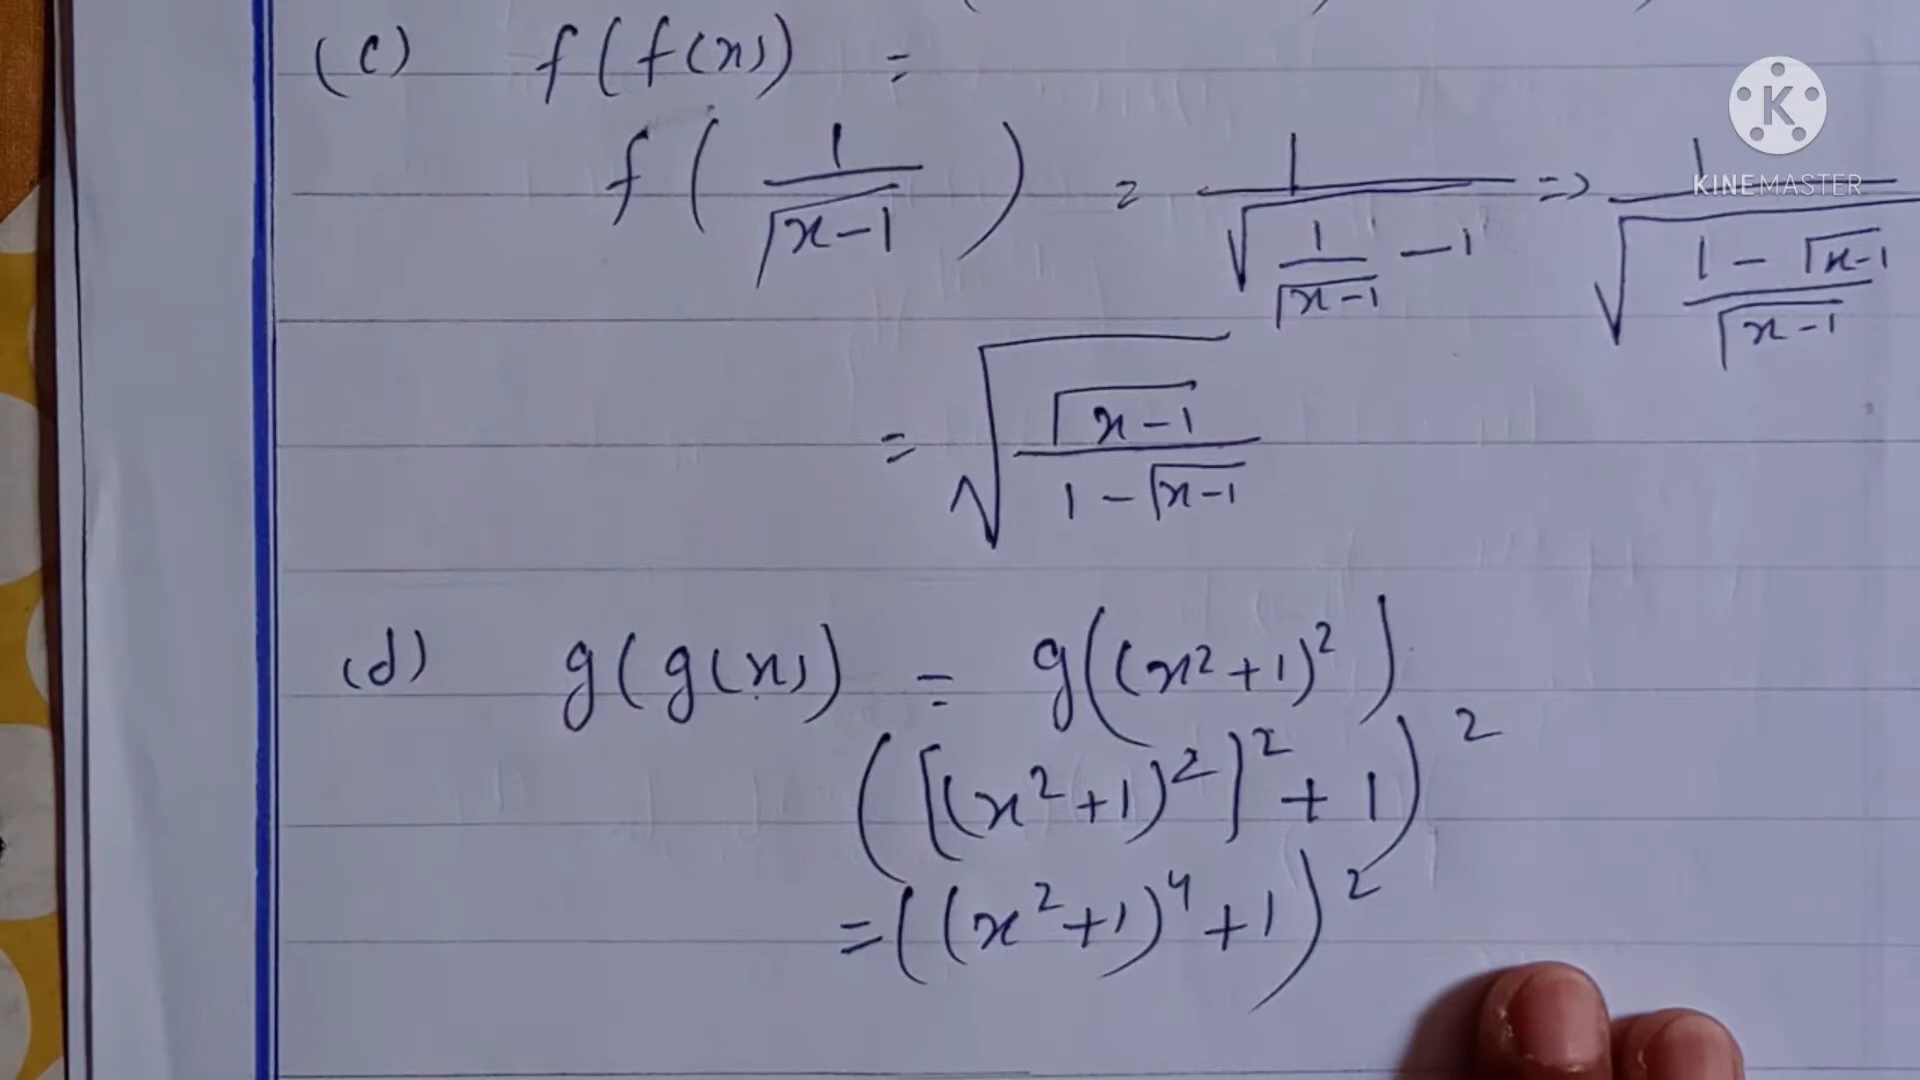 (c) f(f(x)) =
f(1/√(x-1)) = 1/√(1/√(x-1) - 1) => 1/√((1-√(x-1))/√(x-1))
= √(√(x-1)/(1-√(x-1)))
(d) g(g(x)) = g((x²+1)²)
([(x²+1)²]²+1)²
=((x²+1)⁴+1)²
K
KINEMASTER